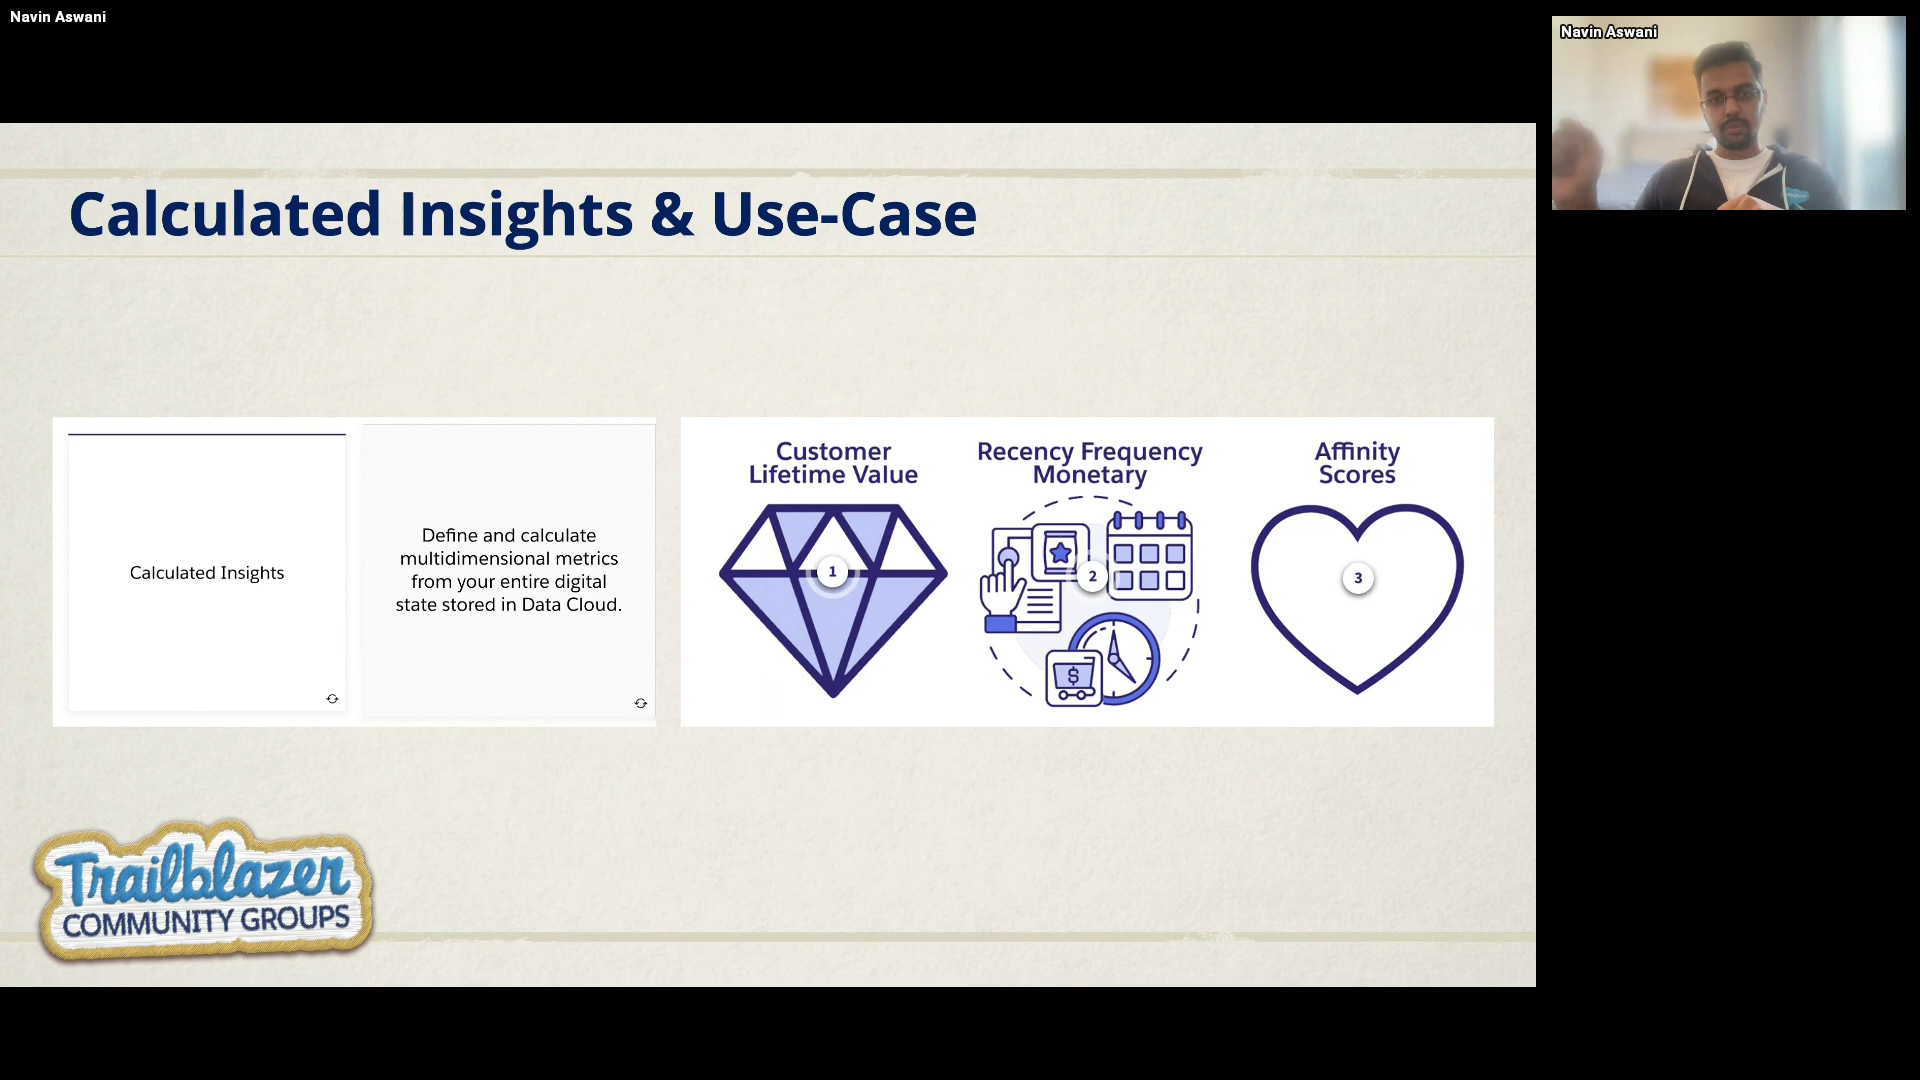 Navin Aswani
Navin Aswani
Calculated Insights & Use-Case
Calculated Insights
Define and calculate
multidimensional metrics
from your entire digital
state stored in Data Cloud.
Customer
Lifetime Value
1
Recency Frequency
Monetary
2
$
Affinity
Scores
3
Trailblazer
COMMUNITY GROUPS